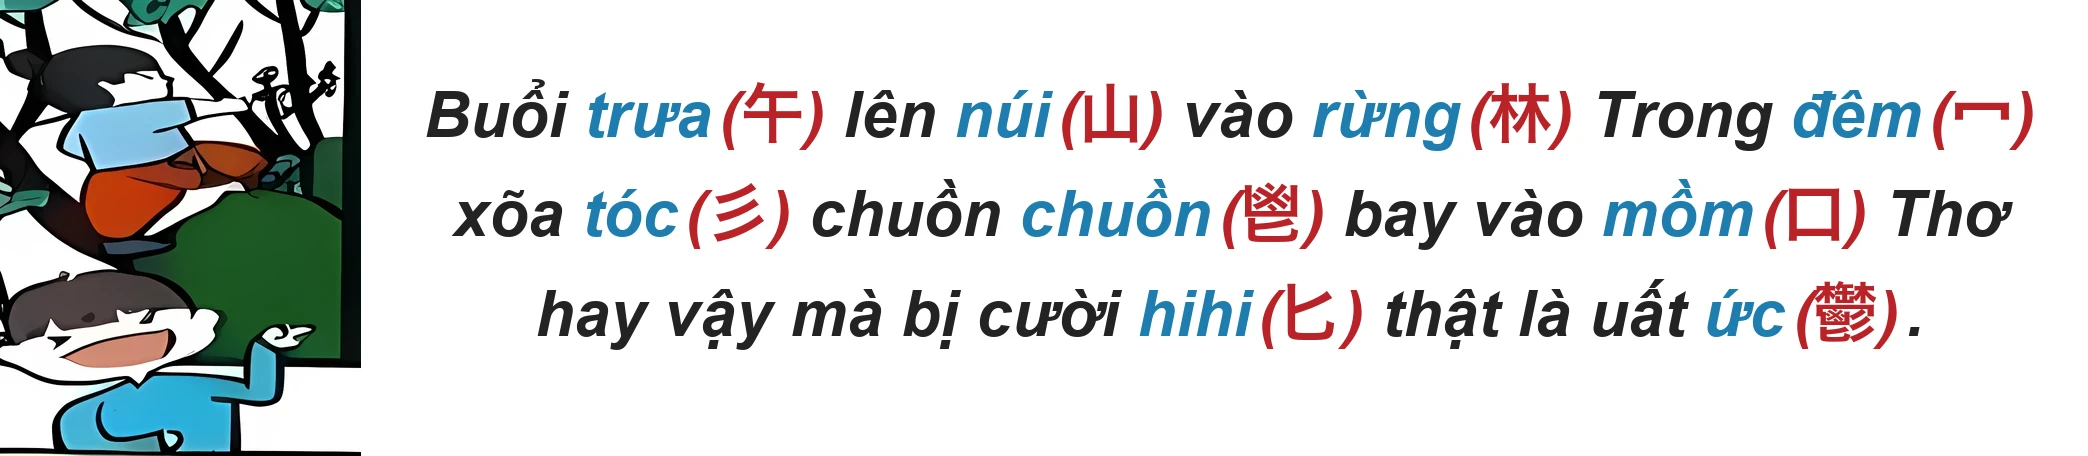 Buổi trưa(午) lên núi(山) vào rừng(林) Trong đêm(冖)
xõa tóc(彡) chuồn chuồn(鬯) bay vào mồm(口) Thơ
hay vậy mà bị cười hihi(匕) thật là uất ức(鬱).